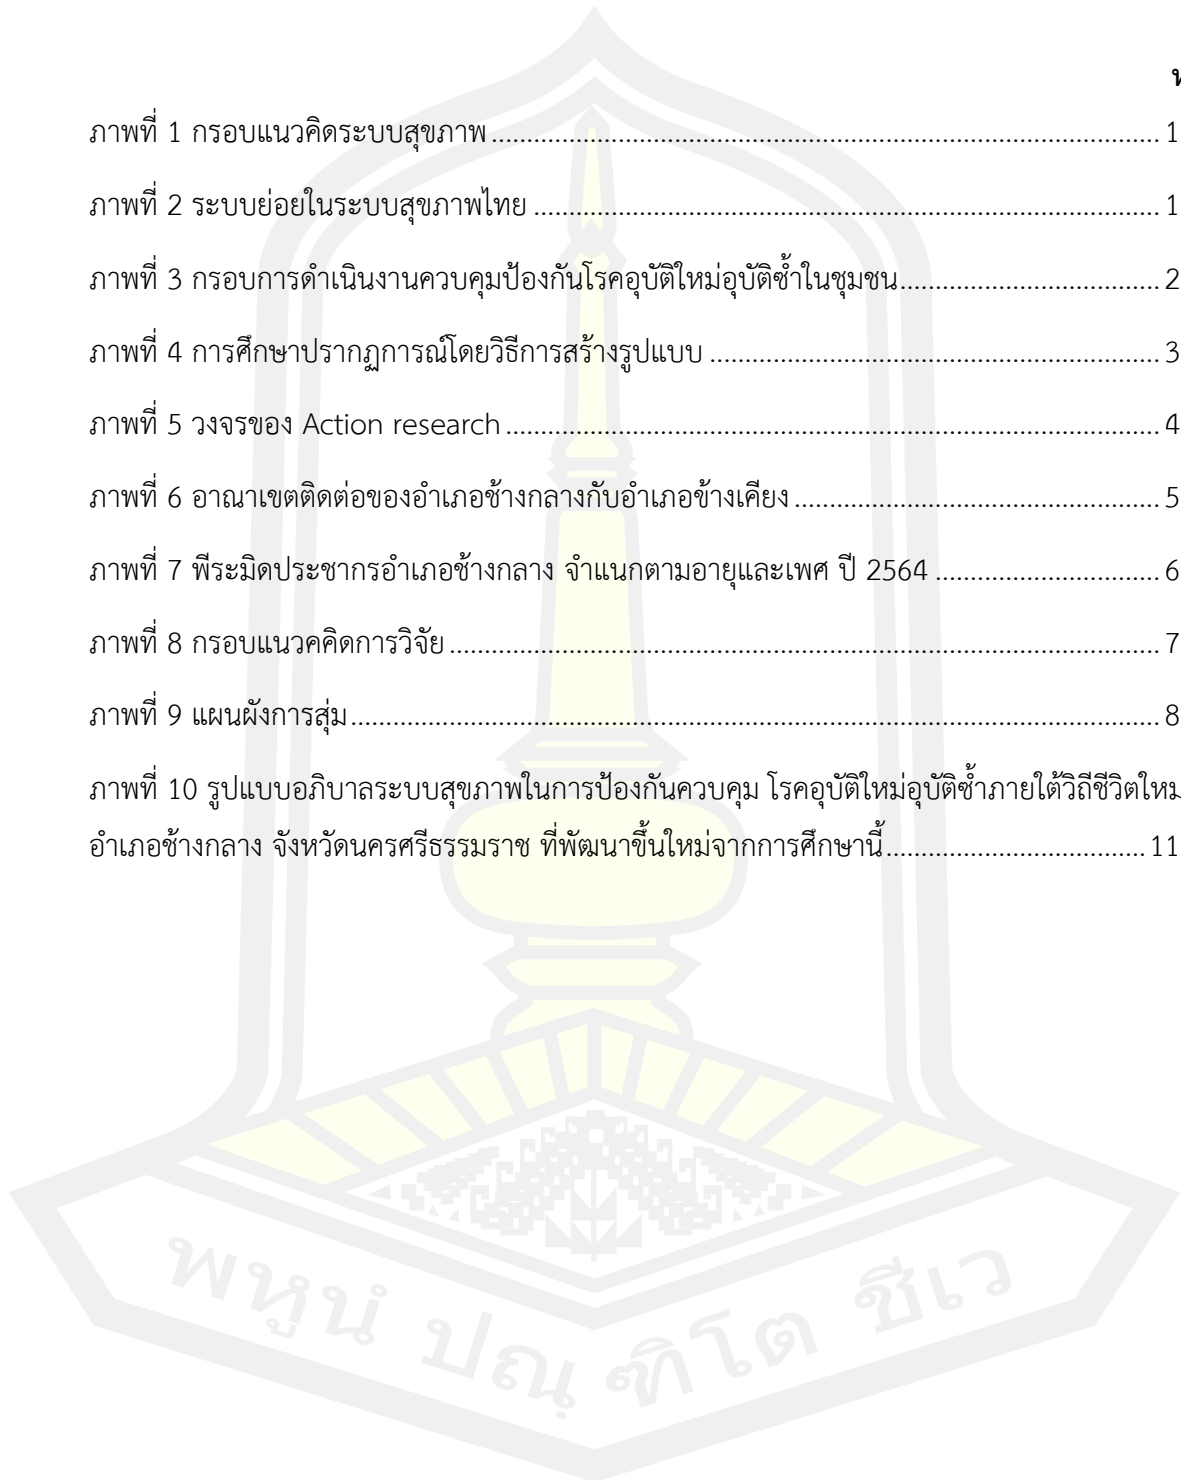 ภาพที่ 1 กรอบแนวคิดระบบสุขภาพ ........................................................................ 1
ภาพที่ 2 ระบบย่อยในระบบสุขภาพไทย ........................................................................ 1
ภาพที่ 3 กรอบการดำเนินงานควบคุมป้องกันโรคอุบัติใหม่อุบัติซ้ำในชุมชน.................................. 2
ภาพที่ 4 การศึกษาปรากฏการณ์โดยวิธีการสร้างรูปแบบ ........................................................ 3
ภาพที่ 5 วงจรของ Action research ........................................................................ 4
ภาพที่ 6 อาณาเขตติดต่อของอำเภอช้างกลางกับอำเภอข้างเคียง ................................................ 5
ภาพที่ 7 พีระมิดประชากรอำเภอช้างกลาง จำแนกตามอายุและเพศ ปี 2564 ............................. 6
ภาพที่ 8 กรอบแนวคคิดการวิจัย ........................................................................ 7
ภาพที่ 9 แผนผังการสุ่ม........................................................................ 8
ภาพที่ 10 รูปแบบอภิบาลระบบสุขภาพในการป้องกันควบคุม โรคอุบัติใหม่อุบัติซ้ำภายใต้วิถีชีวิตใหม่
อำเภอช้างกลาง จังหวัดนครศรีธรรมราช ที่พัฒนาขึ้นใหม่จากการศึกษานี้.................................... 11
พหูนํ ปณฺฑิโต ชีเว